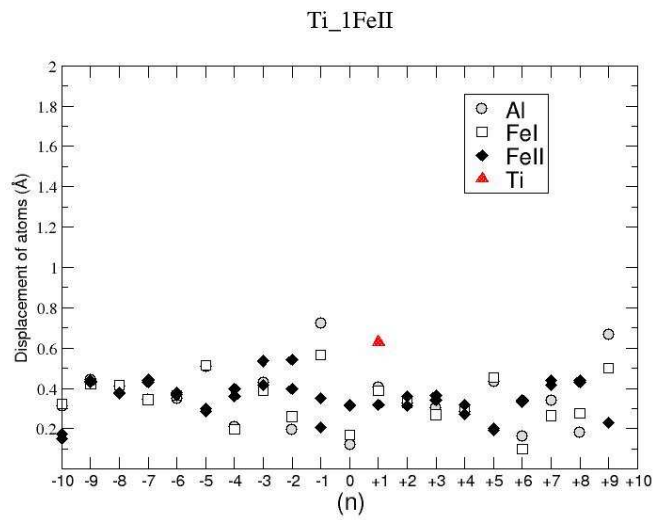 Ti_1FeII
2
1.8
1.6
1.4
1.2
1
0.8
0.6
0.4
0.2
Displacement of atoms (Å)
Al
FeI
FeII
Ti
-10 -9 -8 -7 -6 -5 -4 -3 -2 -1 0 +1 +2 +3 +4 +5 +6 +7 +8 +9 +10
(n)